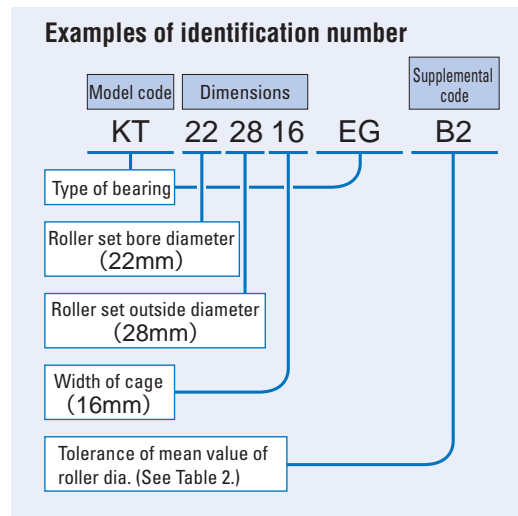 Examples of identification number
Model code Dimensions Supplemental
code
KT 22 28 16 EG B2
Type of bearing
Roller set bore diameter
（22mm）
Roller set outside diameter
（28mm）
Width of cage
（16mm）
Tolerance of mean value of
roller dia. (See Table 2.)